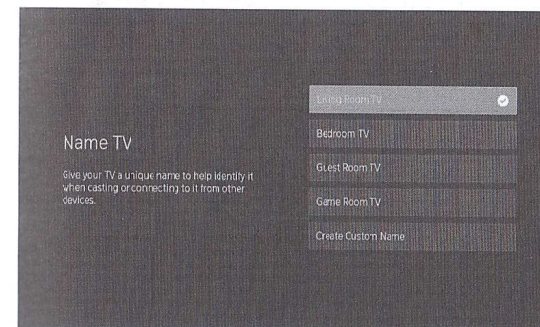 Living Room TV
Bedroom TV
Name TV
Guest Room TV
Give your TV a unique name to help identify it
when casting or connecting to it from other
devices.
Game Room TV
Create Custom Name